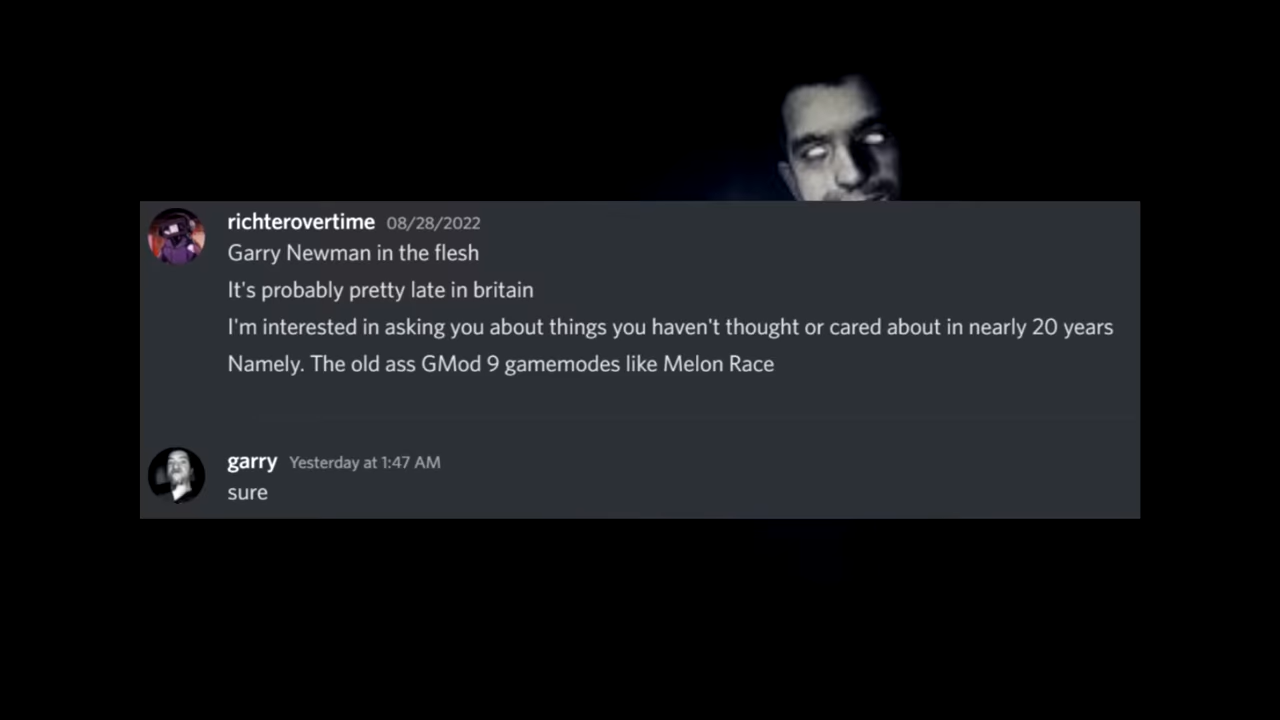 richterovertime 08/28/2022
Garry Newman in the flesh
It's probably pretty late in britain
I'm interested in asking you about things you haven't thought or cared about in nearly 20 years
Namely. The old ass GMod 9 gamemodes like Melon Race
garry Yesterday at 1:47 AM
sure